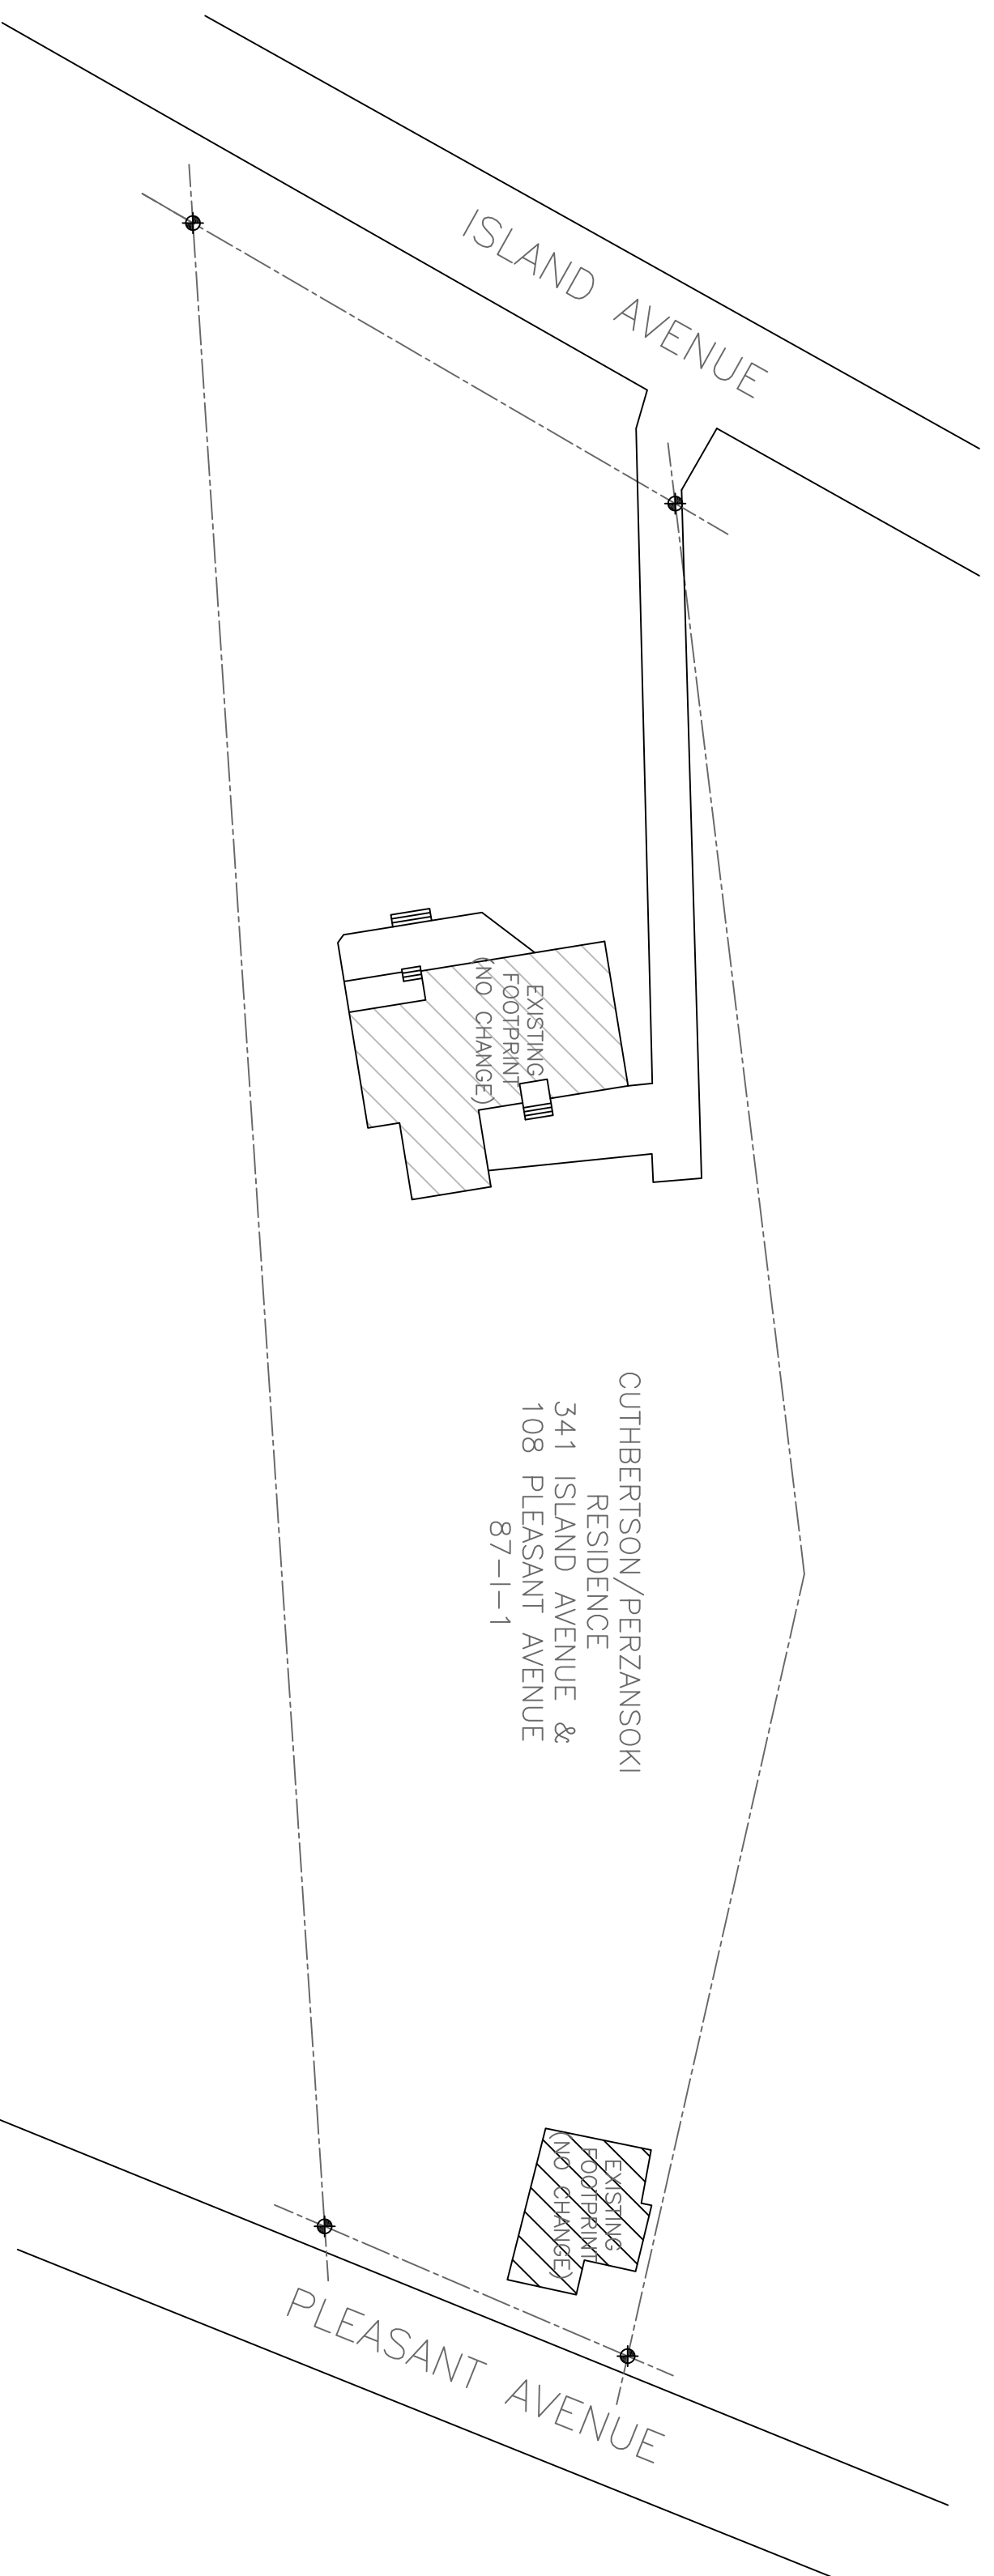 ISLAND AVENUE
EXISTING
FOOTPRINT
(NO CHANGE)
CUTHBERTSON/PERZANSOKI
RESIDENCE
341 ISLAND AVENUE &
108 PLEASANT AVENUE
87-I-1
EXISTING
FOOTPRINT
(NO CHANGE)
PLEASANT AVENUE